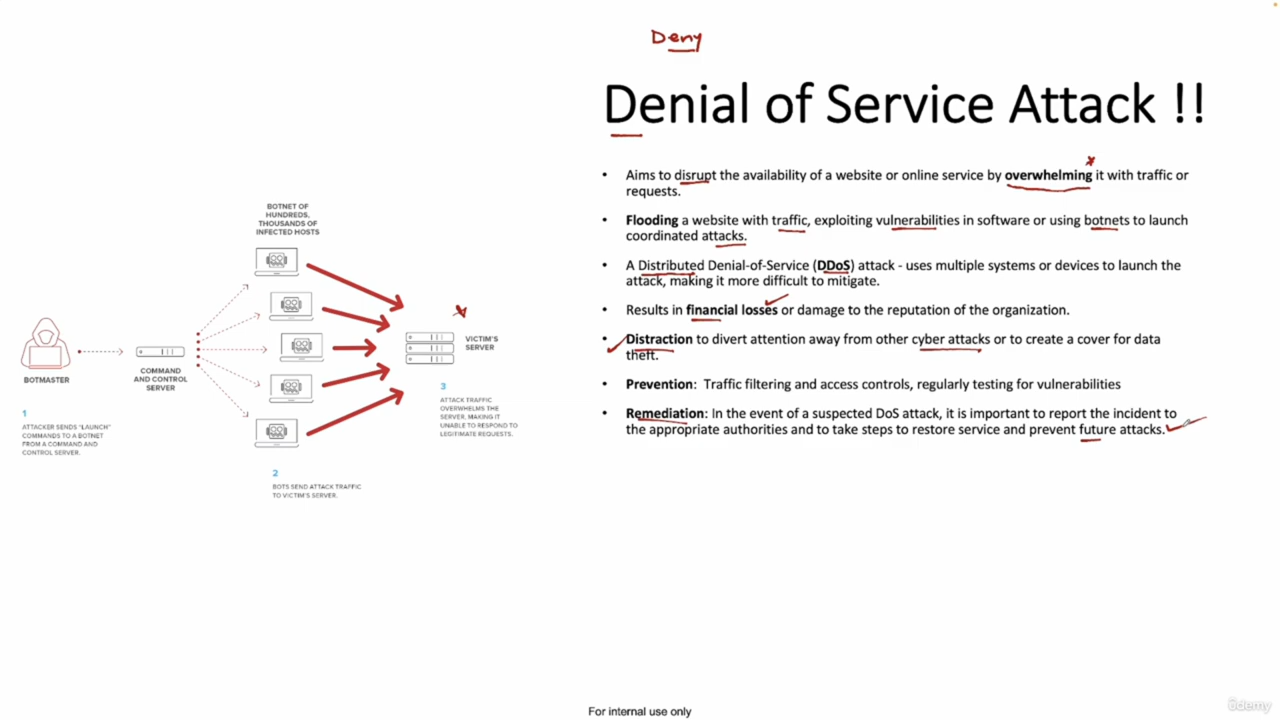 Deny
Denial of Service Attack !!
• Aims to disrupt the availability of a website or online service by overwhelming it with traffic or
requests.
• Flooding a website with traffic, exploiting vulnerabilities in software or using botnets to launch
coordinated attacks.
• A Distributed Denial-of-Service (DDoS) attack - uses multiple systems or devices to launch the
attack, making it more difficult to mitigate.
• Results in financial losses or damage to the reputation of the organization.
• Distraction to divert attention away from other cyber attacks or to create a cover for data
theft.
• Prevention: Traffic filtering and access controls, regularly testing for vulnerabilities
• Remediation: In the event of a suspected DoS attack, it is important to report the incident to
the appropriate authorities and to take steps to restore service and prevent future attacks.
BOTNET OF
HUNDREDS,
THOUSANDS OF
INFECTED HOSTS
BOTMASTER
COMMAND
AND CONTROL
SERVER
VICTIM'S
SERVER
1
ATTACKER SENDS "LAUNCH"
COMMANDS TO A BOTNET
FROM A COMMAND AND
CONTROL SERVER.
2
BOTS SEND ATTACK TRAFFIC
TO VICTIM'S SERVER.
3
ATTACK TRAFFIC
OVERWHELMS THE
SERVER, MAKING IT
UNABLE TO RESPOND TO
LEGITIMATE REQUESTS.
For internal use only
ûdemy